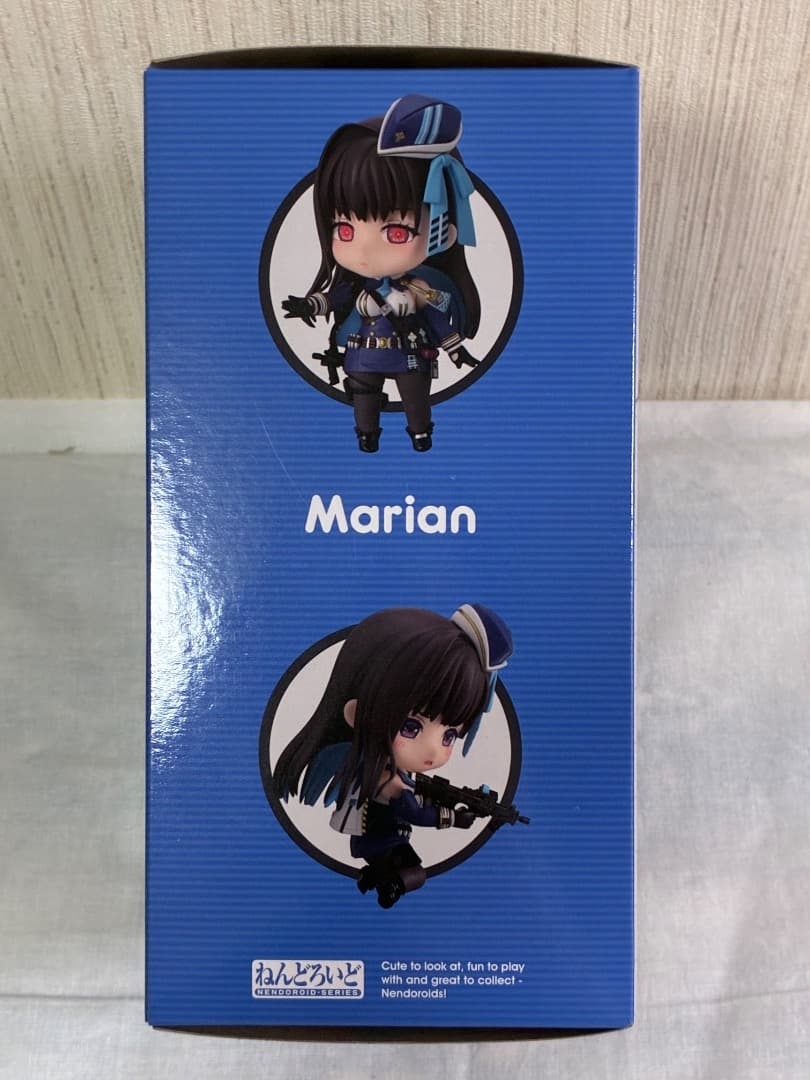 Marian
ねんどろいど
NENDOROID-SERIES
Cute to look at, fun to play
with and great to collect -
Nendoroids!